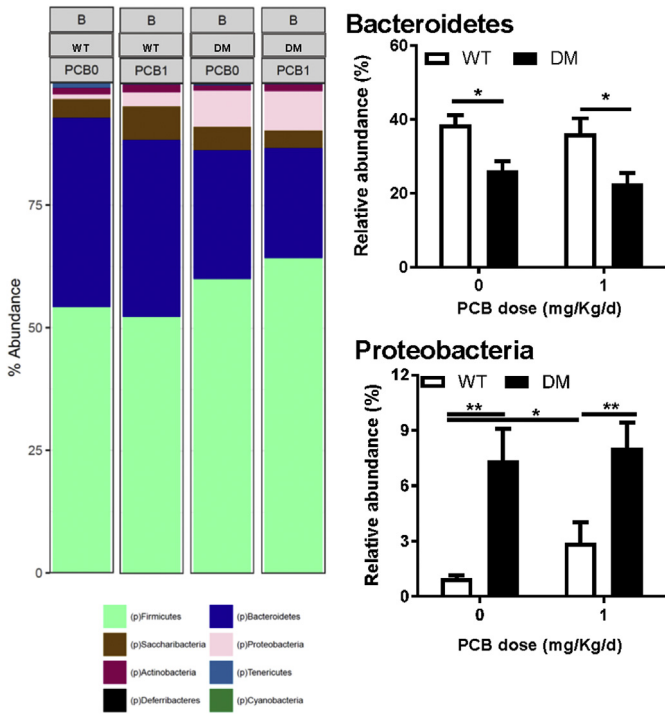 B B B B
WT WT DM DM
PCB0 PCB1 PCB0 PCB1
% Abundance
75
50
25
0
(p)Firmicutes (p)Bacteroidetes
(p)Saccharibacteria (p)Proteobacteria
(p)Actinobacteria (p)Tenericutes
(p)Deferribacteres (p)Cyanobacteria
Bacteroidetes
WT DM
Relative abundance (%)
60
40
20
0
* *
0 1
PCB dose (mg/Kg/d)
Proteobacteria
WT DM
Relative abundance (%)
12
9
6
3
0
** * **
0 1
PCB dose (mg/Kg/d)